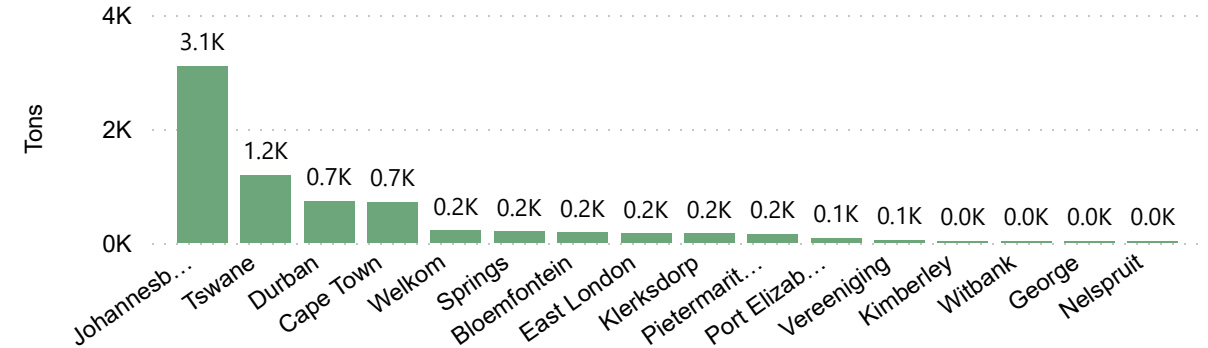 4K
3.1K
Tons
2K
1.2K
0.7K
0.7K
0.2K
0.2K
0.2K
0.2K
0.2K
0.2K
0.1K
0.1K
0.0K
0.0K
0.0K
0.0K
0K
Johannesb...
Tswane
Durban
Cape Town
Welkom
Springs
Bloemfontein
East London
Klerksdorp
Pietermarit...
Port Elizab...
Vereeniging
Kimberley
Witbank
George
Nelspruit